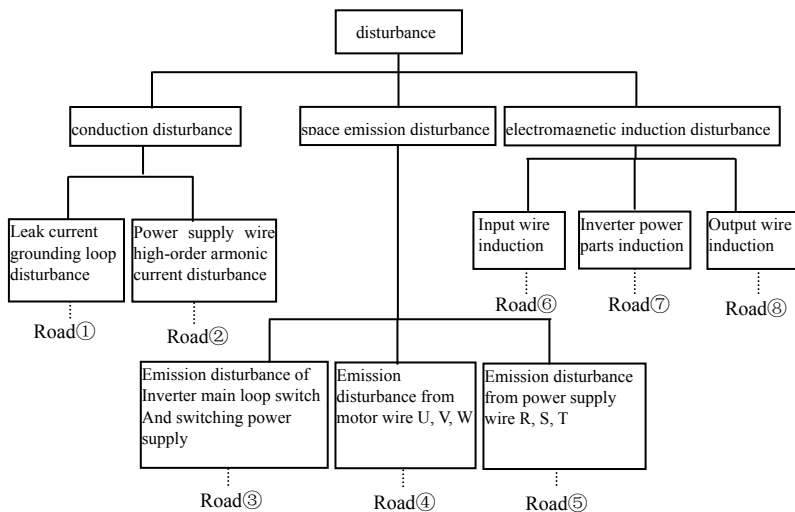 disturbance
conduction disturbance
space emission disturbance
electromagnetic induction disturbance
Leak current
grounding loop
disturbance
Power supply wire
high-order armonic
current disturbance
Input wire
induction
Inverter power
parts induction
Output wire
induction
Road①
Road②
Road⑥
Road⑦
Road⑧
Emission disturbance of
Inverter main loop switch
And switching power
supply
Emission
disturbance from
motor wire U, V, W
Emission disturbance
from power supply
wire R, S, T
Road③
Road④
Road⑤